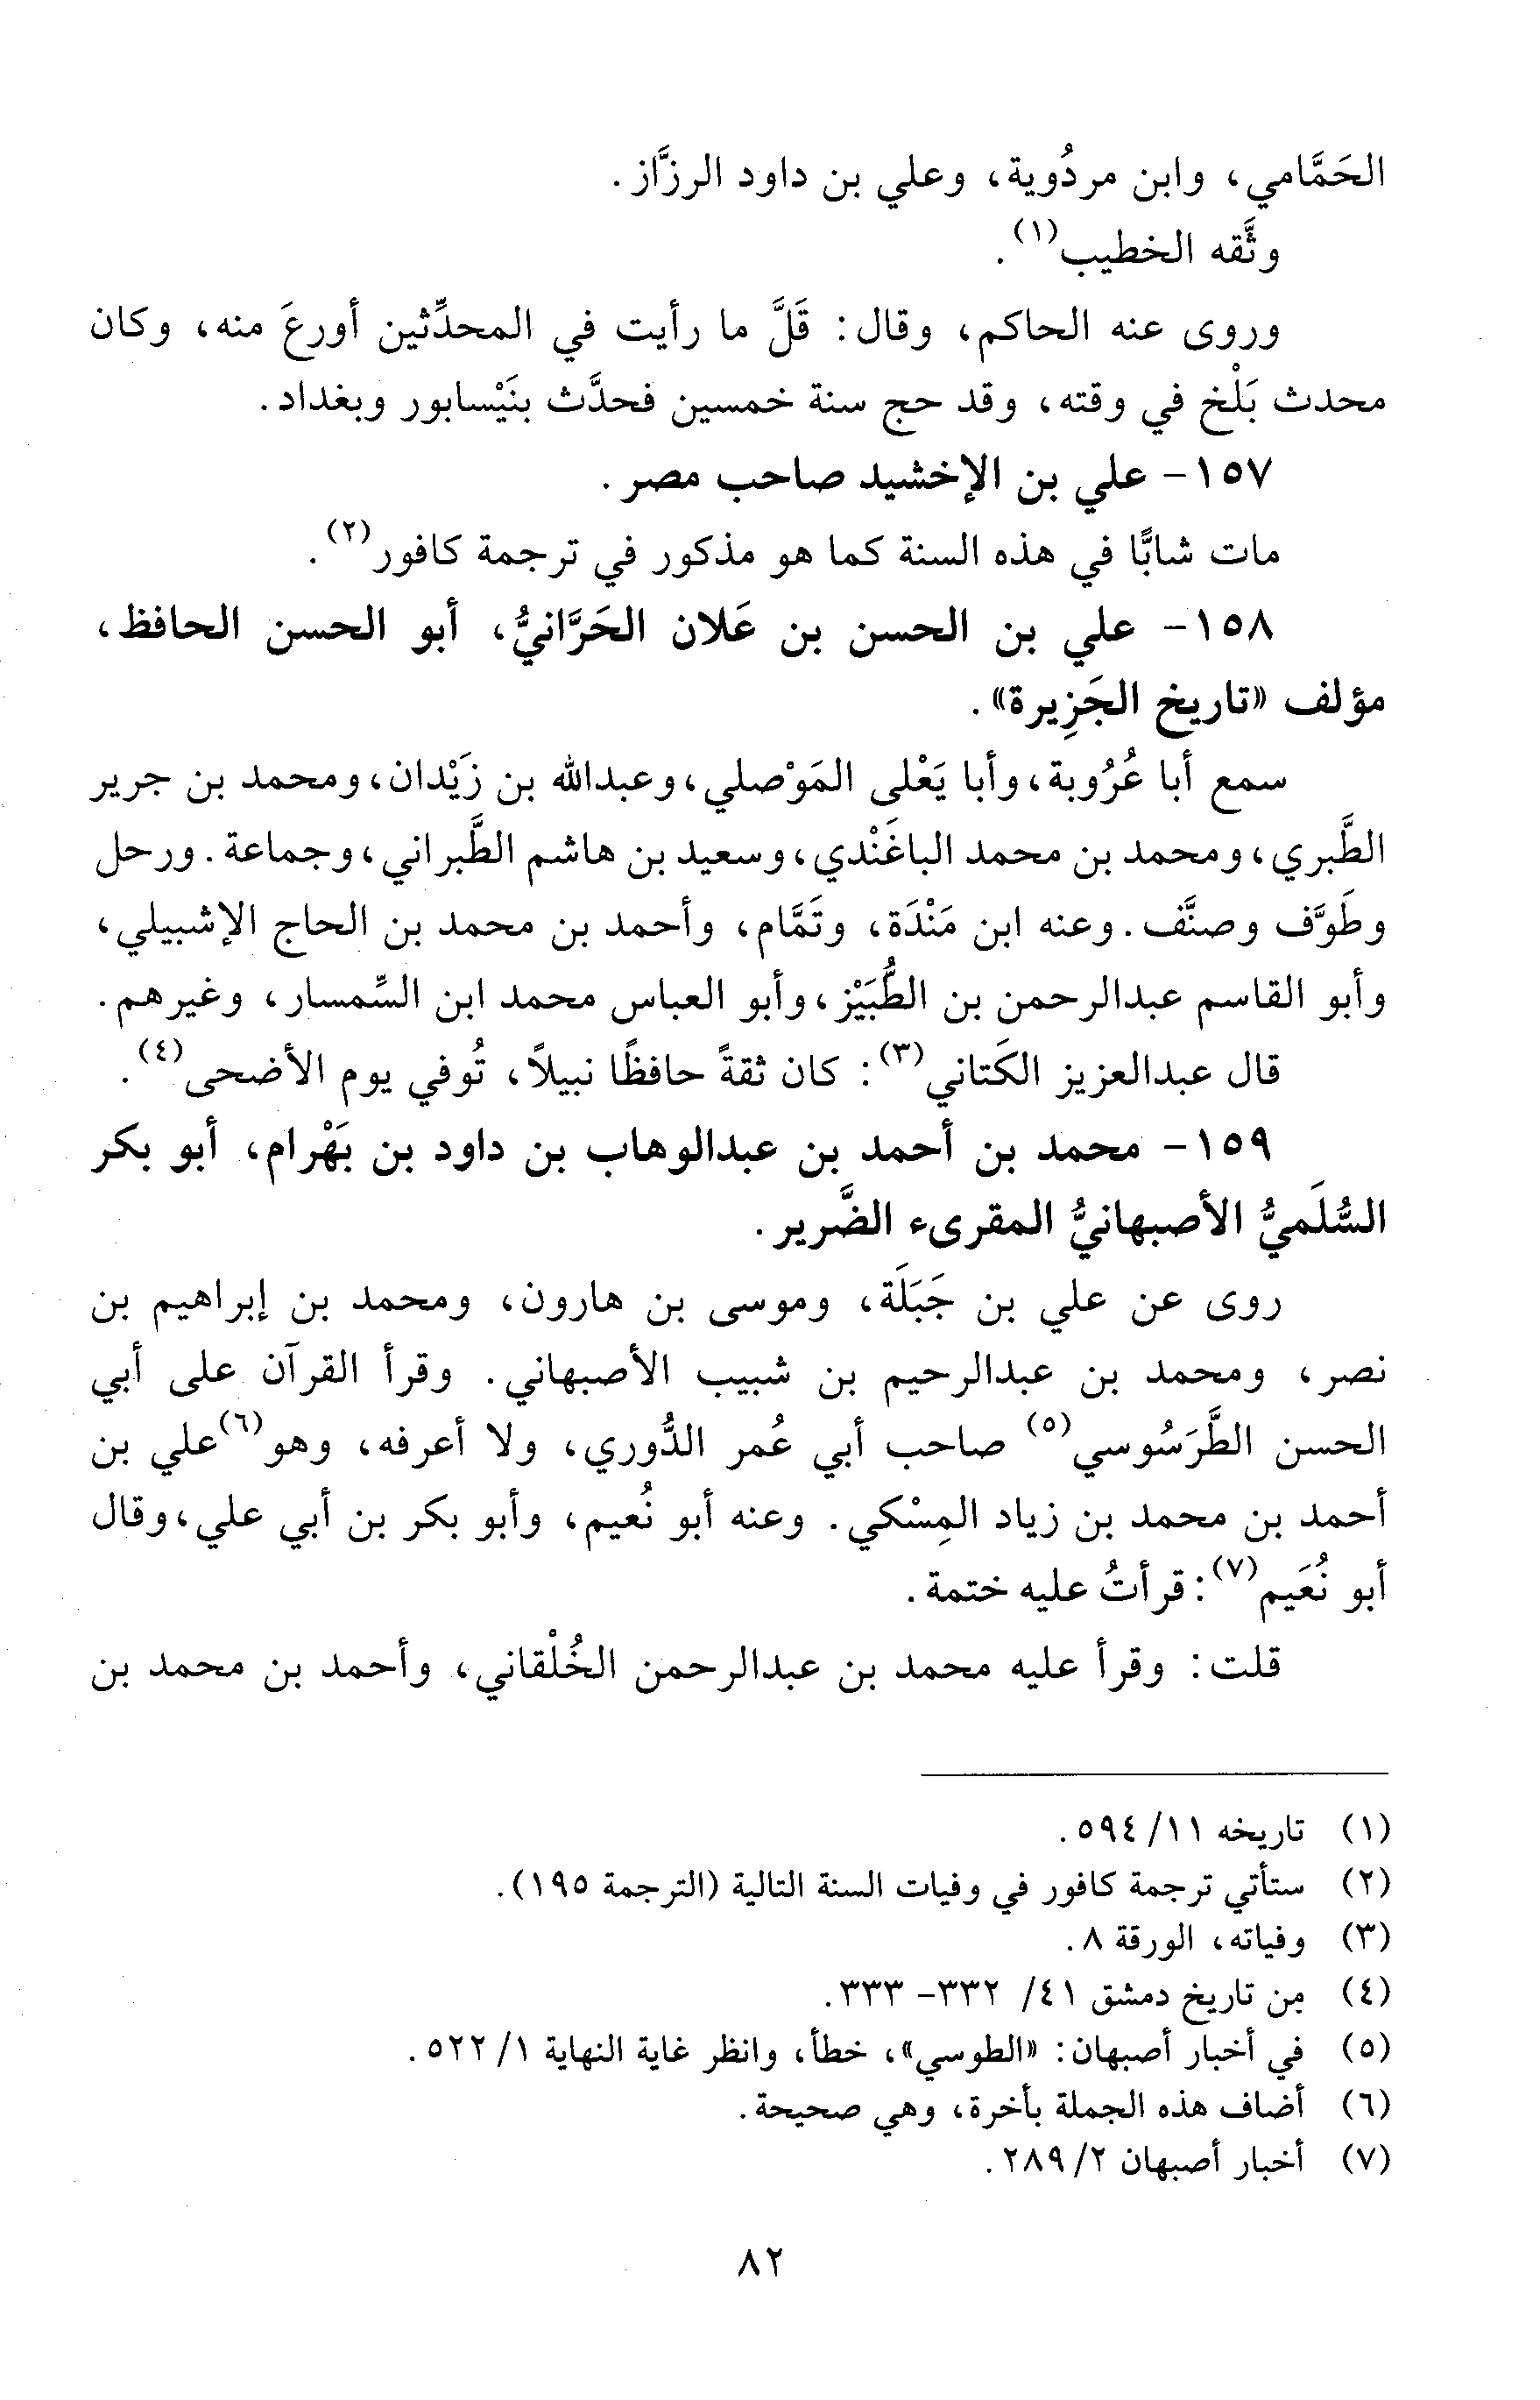 الحَمَّامي، وابن مردُوية، وعلي بن داود الرزَّاز.
وثَّقه الخطيب(١).
وروى عنه الحاكم، وقال: قَلَّ ما رأيت في المحدِّثين أورعَ منه، وكان
محدث بَلْخ في وقته، وقد حج سنة خمسين فحدَّث بنَيْسابور وبغداد.
١٥٧- علي بن الإخشيد صاحب مصر.
مات شابًّا في هذه السنة كما هو مذكور في ترجمة كافور(٢).
١٥٨- علي بن الحسن بن عَلان الحَرَّانيُّ، أبو الحسن الحافظ،
مؤلف «تاريخ الجَزِيرة».
سمع أبا عُرُوبة، وأبا يَعْلى المَوْصلي، وعبدالله بن زَيْدان، ومحمد بن جرير
الطَّبري، ومحمد بن محمد الباغَنْدي، وسعيد بن هاشم الطَّبراني، وجماعة. ورحل
وطَوَّف وصنَّف. وعنه ابن مَنْدَة، وتَمَّام، وأحمد بن محمد بن الحاج الإشبيلي،
وأبو القاسم عبدالرحمن بن الطُّبَيْز، وأبو العباس محمد ابن السِّمسار، وغيرهم.
قال عبدالعزيز الكَتاني(٣): كان ثقةً حافظًا نبيلاً، تُوفي يوم الأضحى(٤).
١٥٩- محمد بن أحمد بن عبدالوهاب بن داود بن بَهْرام، أبو بكر
السُّلَميُّ الأصبهانيُّ المقرىء الضَّرير.
روى عن علي بن جَبَلَة، وموسى بن هارون، ومحمد بن إبراهيم بن
نصر، ومحمد بن عبدالرحيم بن شبيب الأصبهاني. وقرأ القرآن على أبي
الحسن الطَّرَسُوسي(٥) صاحب أبي عُمر الدُّوري، ولا أعرفه، وهو(٦) علي بن
أحمد بن محمد بن زياد المِسْكي. وعنه أبو نُعيم، وأبو بكر بن أبي علي، وقال
أبو نُعَيم(٧): قرأتُ عليه ختمة.
قلت: وقرأ عليه محمد بن عبدالرحمن الخُلْقاني، وأحمد بن محمد بن
(١) تاريخه ١١/ ٥٩٤.
(٢) ستأتي ترجمة كافور في وفيات السنة التالية (الترجمة ١٩٥).
(٣) وفياته، الورقة ٨.
(٤) من تاريخ دمشق ٤١/ ٣٣٢- ٣٣٣.
(٥) في أخبار أصبهان: «الطوسي»، خطأ، وانظر غاية النهاية ١/ ٥٢٢.
(٦) أضاف هذه الجملة بأخرة، وهي صحيحة.
(٧) أخبار أصبهان ٢/ ٢٨٩.
٨٢